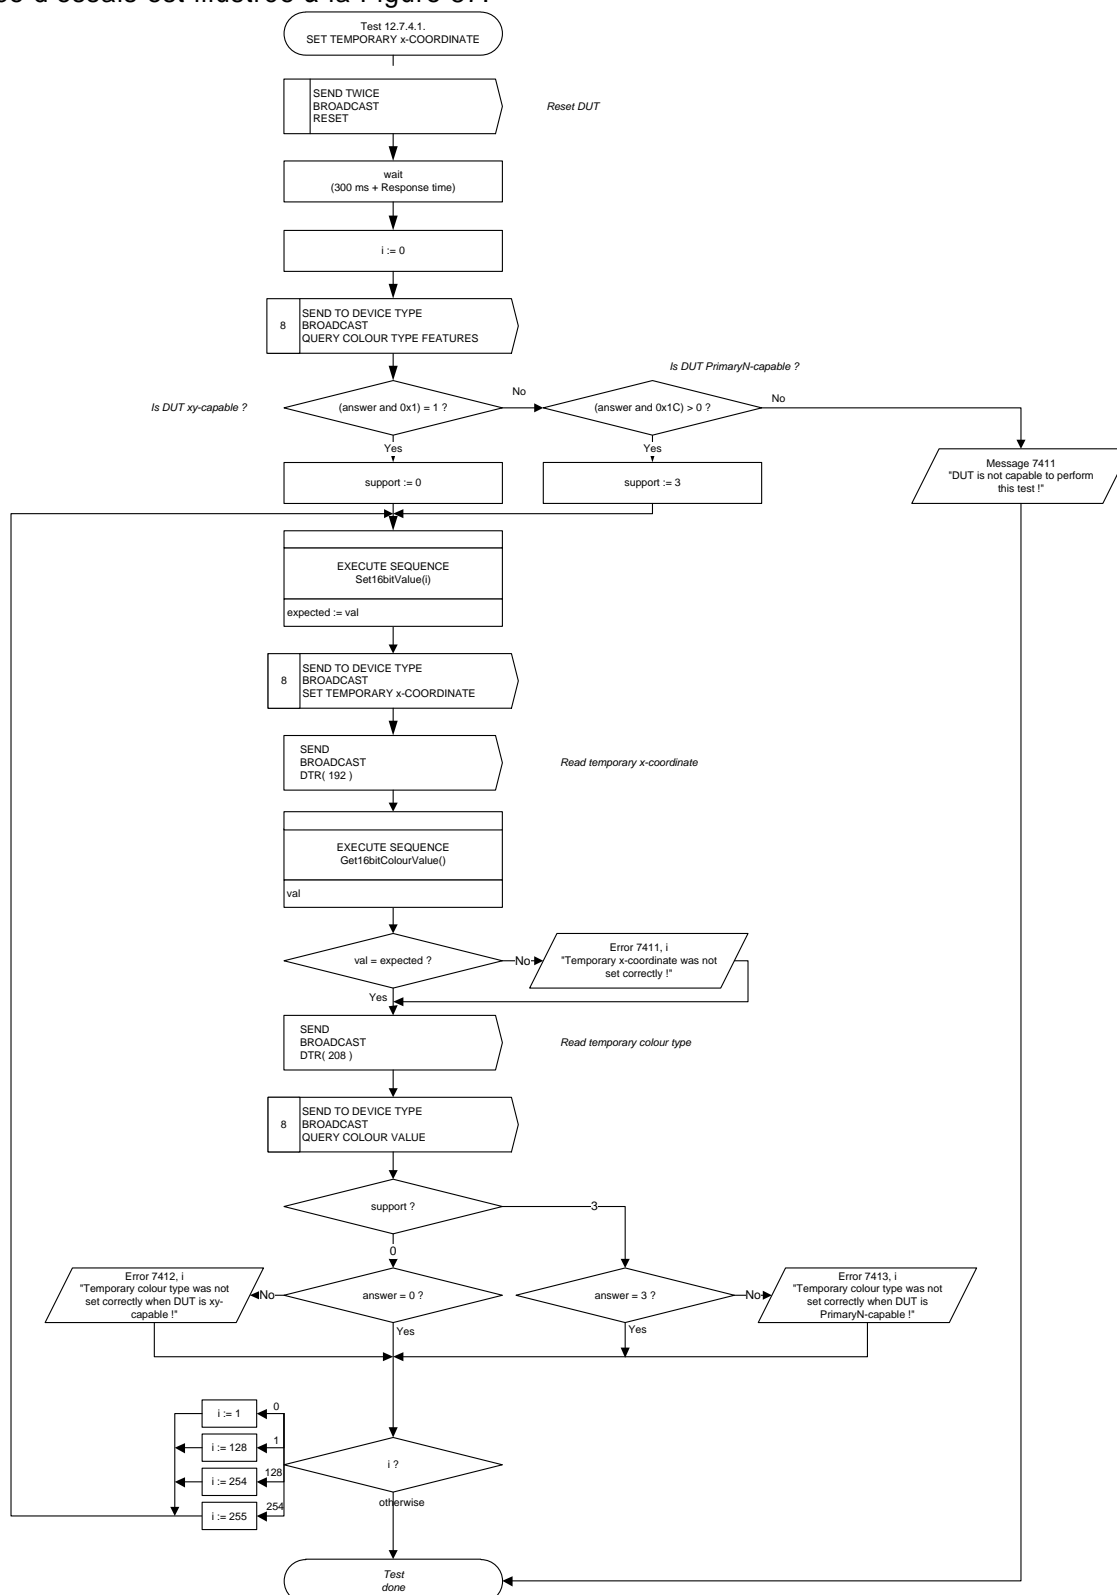 est illustrée à la Figure
Test 12.7.4.1.
SET TEMPORARY x-COORDINATE
SEND TWICE
BROADCAST
RESET
Reset DUT
wait
(300 ms + Response time)
i := 0
8
SEND TO DEVICE TYPE
BROADCAST
QUERY COLOUR TYPE FEATURES
Is DUT PrimaryN-capable ?
Is DUT xy-capable ?
(answer and 0x1) = 1 ?
No
(answer and 0x1C) > 0 ?
No
Yes
Yes
Message 7411
"DUT is not capable to perform
this test !"
support := 0
support := 3
EXECUTE SEQUENCE
Set16bitValue(i)
expected := val
8
SEND TO DEVICE TYPE
BROADCAST
SET TEMPORARY x-COORDINATE
SEND
BROADCAST
DTR( 192 )
Read temporary x-coordinate
EXECUTE SEQUENCE
Get16bitColourValue()
val
val = expected ?
No
Error 7411, i
"Temporary x-coordinate was not
set correctly !"
Yes
SEND
BROADCAST
DTR( 208 )
Read temporary colour type
8
SEND TO DEVICE TYPE
BROADCAST
QUERY COLOUR VALUE
support ?
3
0
Error 7412, i
"Temporary colour type was not
set correctly when DUT is xy-
capable !"
No
answer = 0 ?
answer = 3 ?
No
Error 7413, i
"Temporary colour type was not
set correctly when DUT is
PrimaryN-capable !"
Yes
Yes
i := 1
0
i := 128
1
i := 254
128
i := 255
254
i ?
otherwise
Test
done